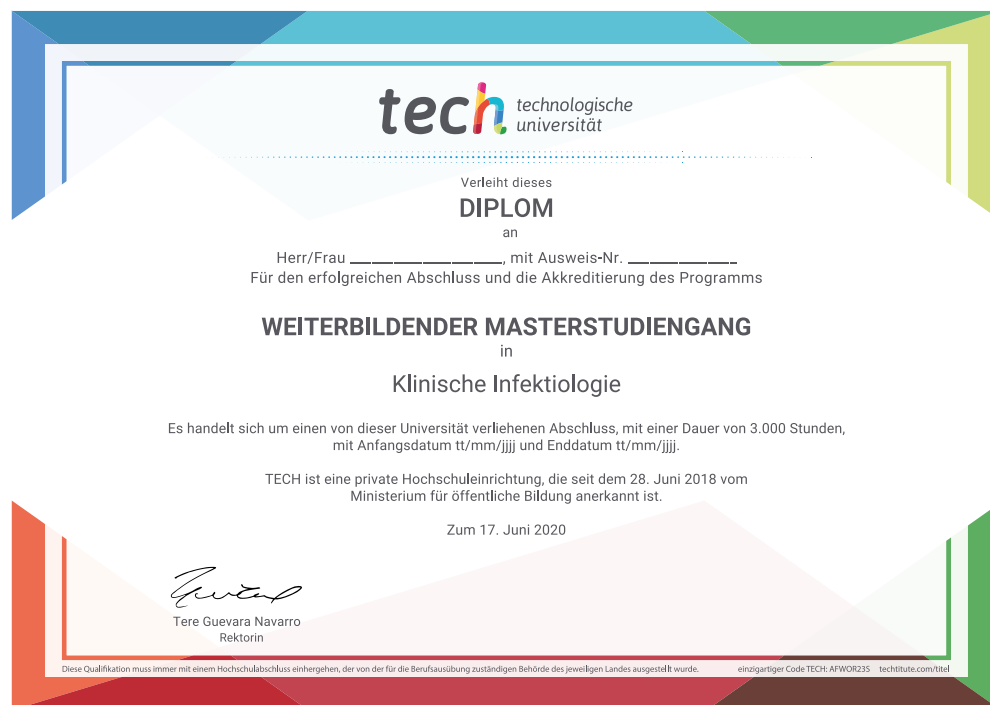 tech technologische
universität
Verleiht dieses
DIPLOM
an
Herr/Frau ____________________, mit Ausweis-Nr. ______________
Für den erfolgreichen Abschluss und die Akkreditierung des Programms
WEITERBILDENDER MASTERSTUDIENGANG
in
Klinische Infektiologie
Es handelt sich um einen von dieser Universität verliehenen Abschluss, mit einer Dauer von 3.000 Stunden,
mit Anfangsdatum tt/mm/jjjj und Enddatum tt/mm/jjjj.
TECH ist eine private Hochschuleinrichtung, die seit dem 28. Juni 2018 vom
Ministerium für öffentliche Bildung anerkannt ist.
Zum 17. Juni 2020
Tere Guevara Navarro
Rektorin
Diese Qualifikation muss immer mit einem Hochschulabschluss einhergehen, der von der für die Berufsausübung zuständigen Behörde des jeweiligen Landes ausgestellt wurde. einzigartiger Code TECH: AFWOR23S techtitute.com/titel